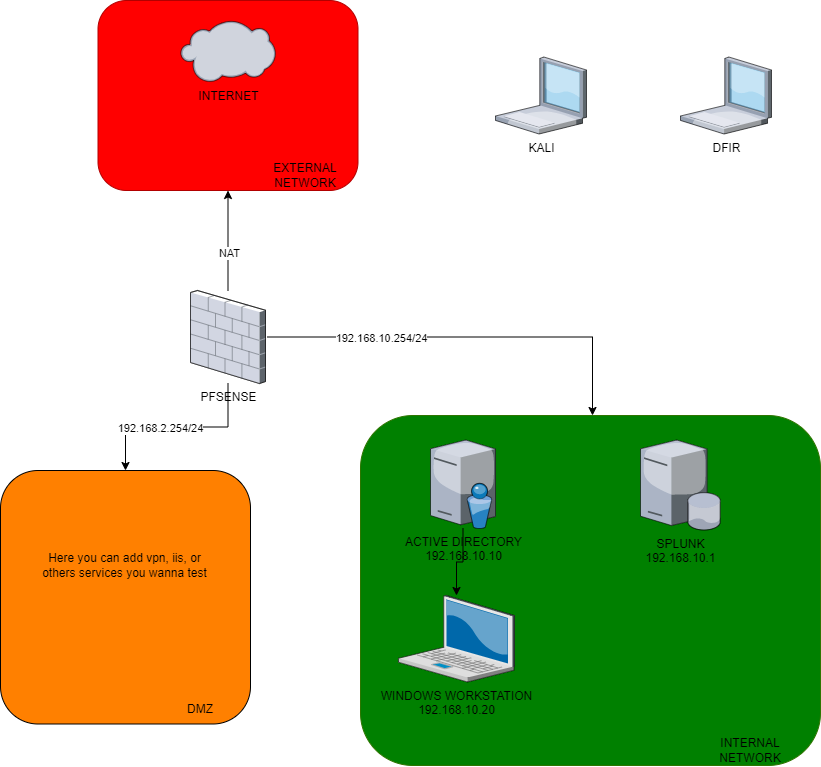 INTERNET
EXTERNAL
NETWORK
KALI
DFIR
NAT
192.168.10.254/24
PFSENSE
192.168.2.254/24
Here you can add vpn, iis, or
others services you wanna test
DMZ
ACTIVE DIRECTORY
192.168.10.10
SPLUNK
192.168.10.1
WINDOWS WORKSTATION
192.168.10.20
INTERNAL
NETWORK